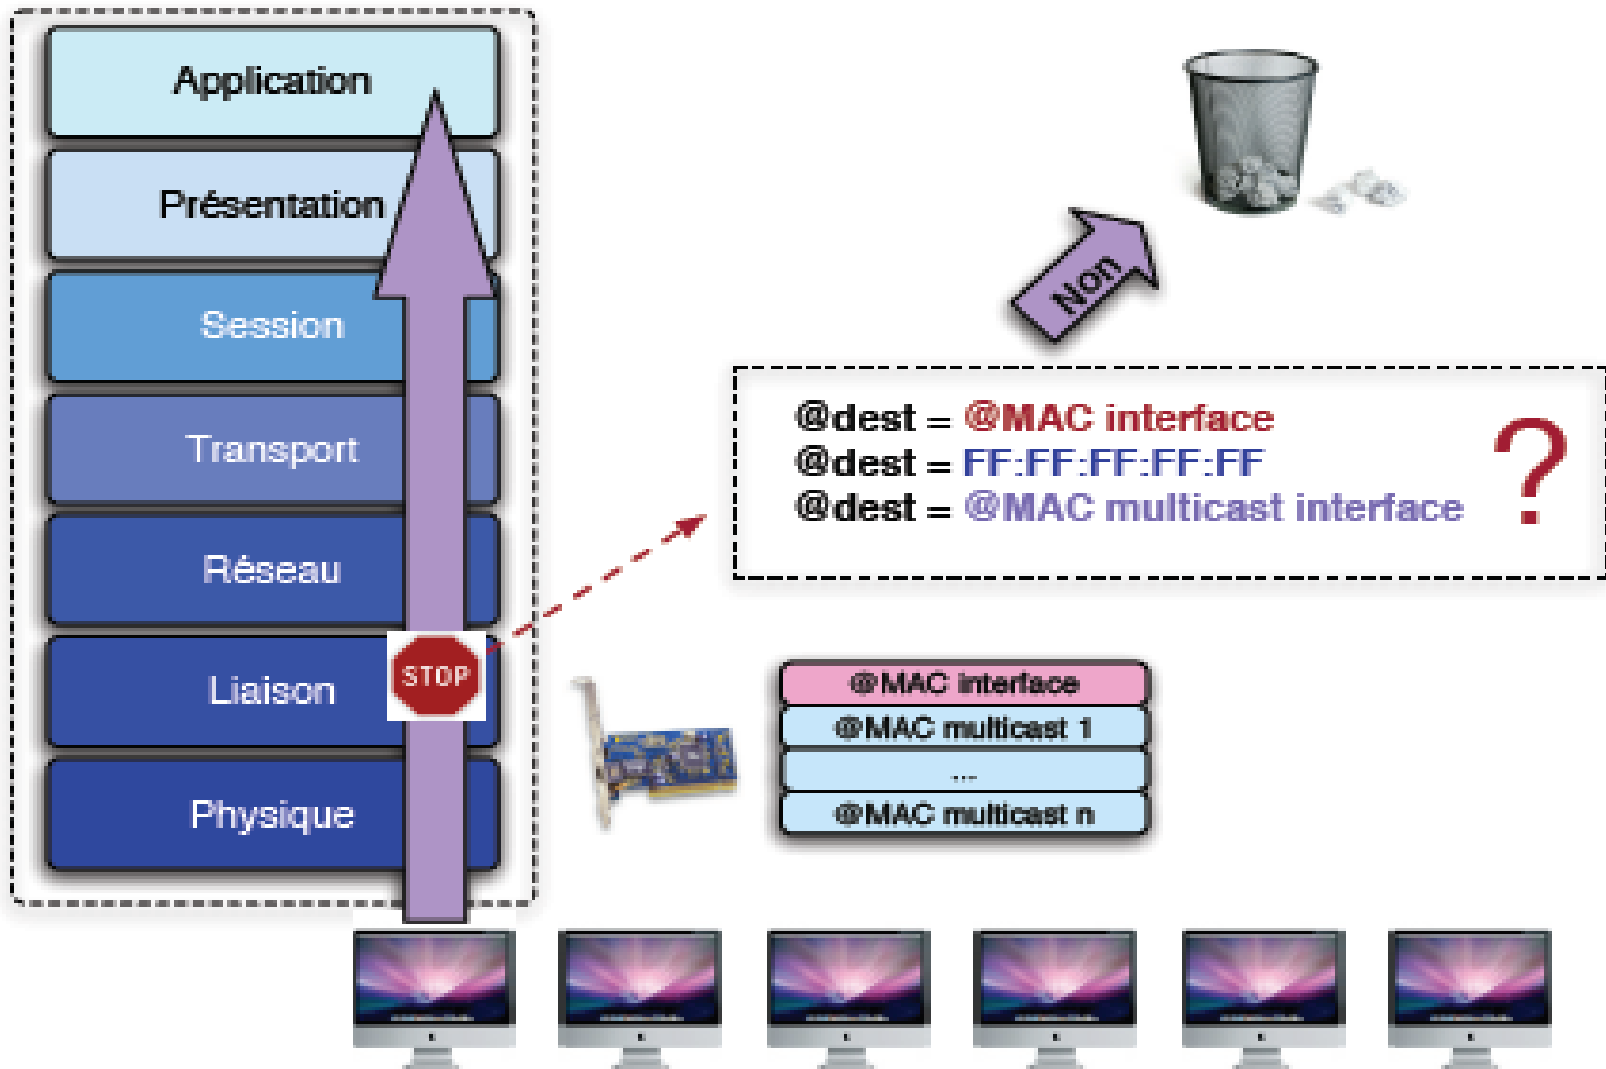 Application
Présentation
Session
Transport
Réseau
Liaison
Physique
STOP
Non
@dest = @MAC interface
@dest = FF:FF:FF:FF:FF
@dest = @MAC multicast interface
?
@MAC interface
@MAC multicast 1
...
@MAC multicast n